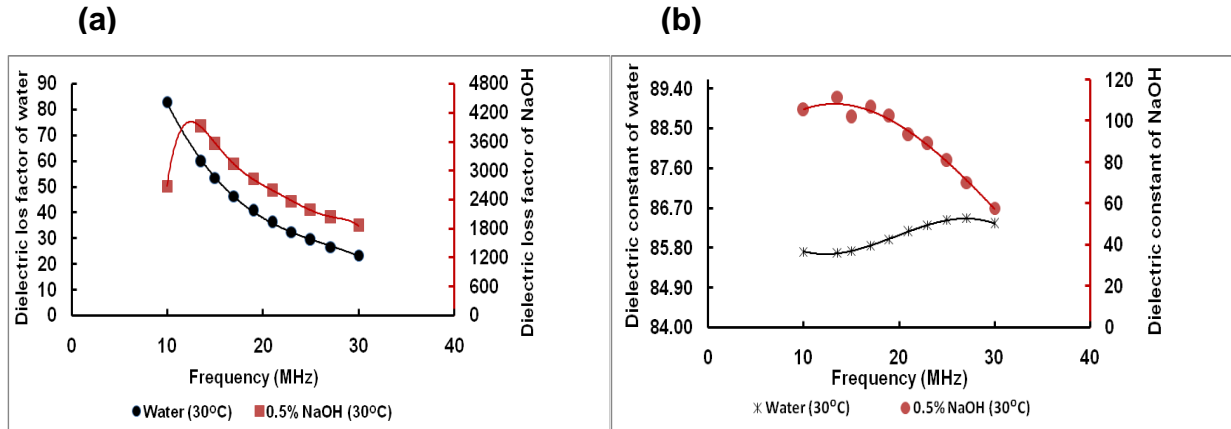 (a)
Dielectric loss factor of water
90
80
70
60
50
40
30
20
10
0
4800
4200
3600
3000
2400
1800
1200
600
0
Dielectric loss factor of NaOH
0 10 20 30 40
Frequency (MHz)
Water (30ºC) 0.5% NaOH (30ºC)
(b)
Dielectric constant of water
89.40
88.50
87.60
86.70
85.80
84.90
84.00
120
100
80
60
40
20
0
Dielectric constant of NaOH
0 10 20 30 40
Frequency (MHz)
Water (30ºC) 0.5% NaOH (30ºC)